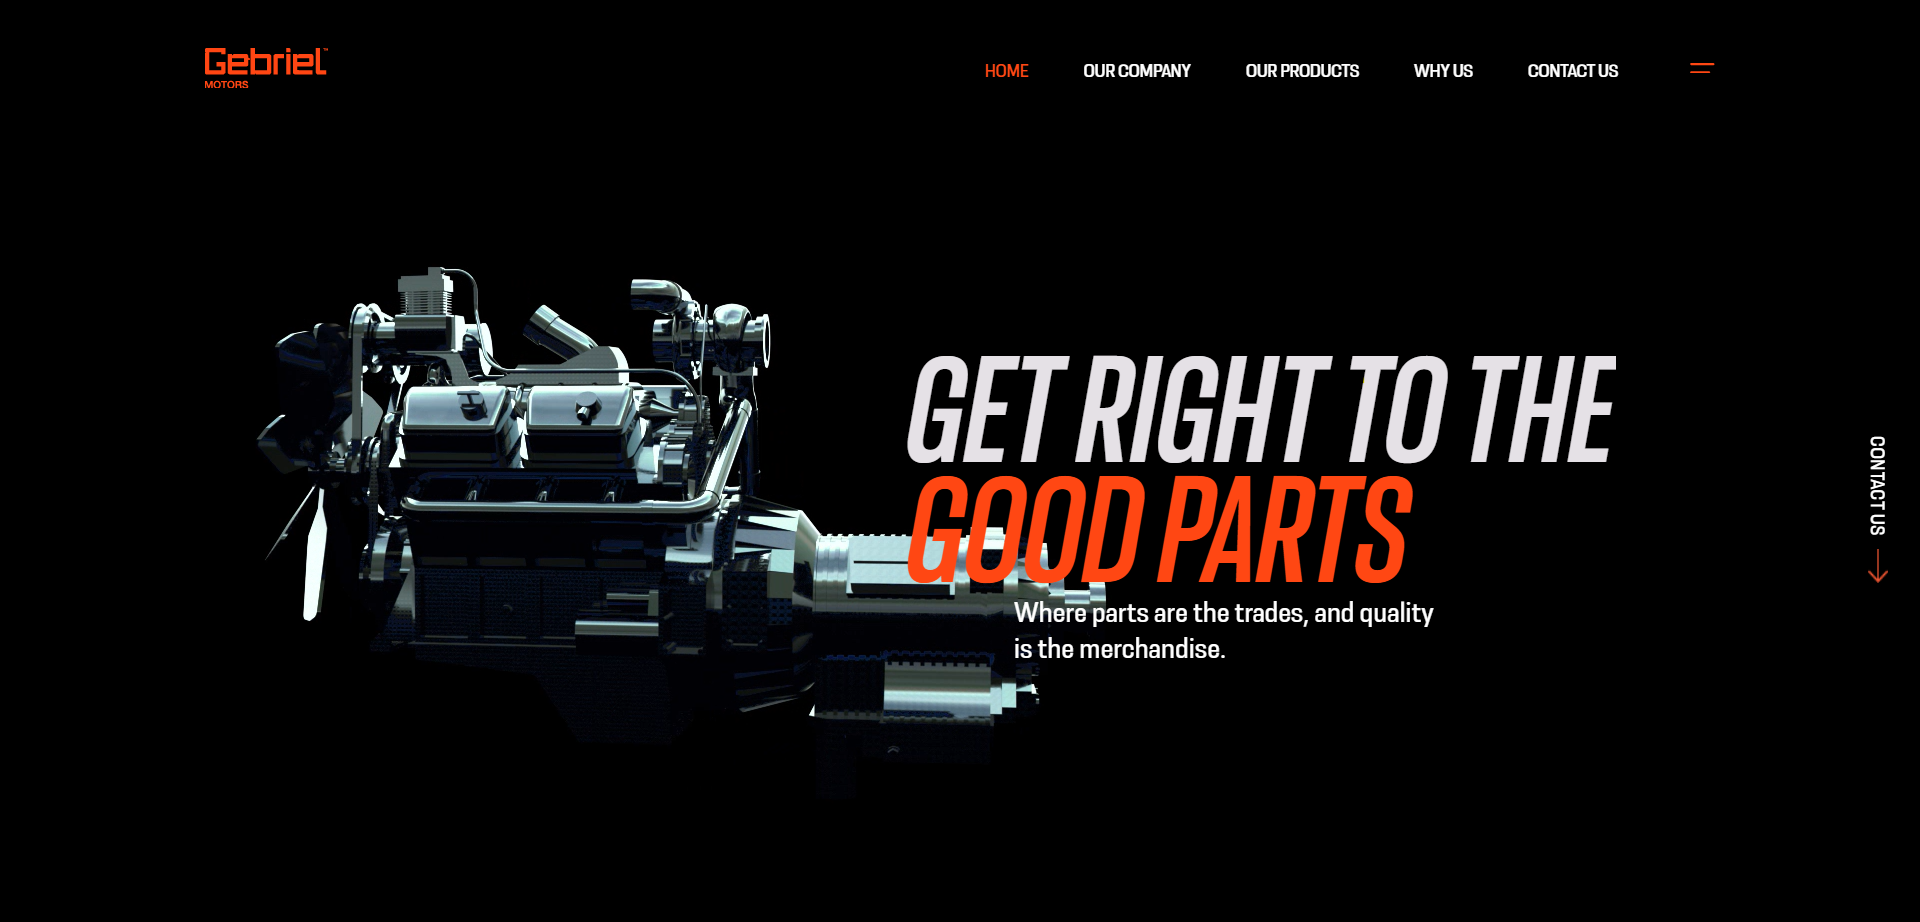 Gebriel™
MOTORS
HOME
OUR COMPANY
OUR PRODUCTS
WHY US
CONTACT US
GET RIGHT TO THE
GOOD PARTS
Where parts are the trades, and quality
is the merchandise.
CONTACT US